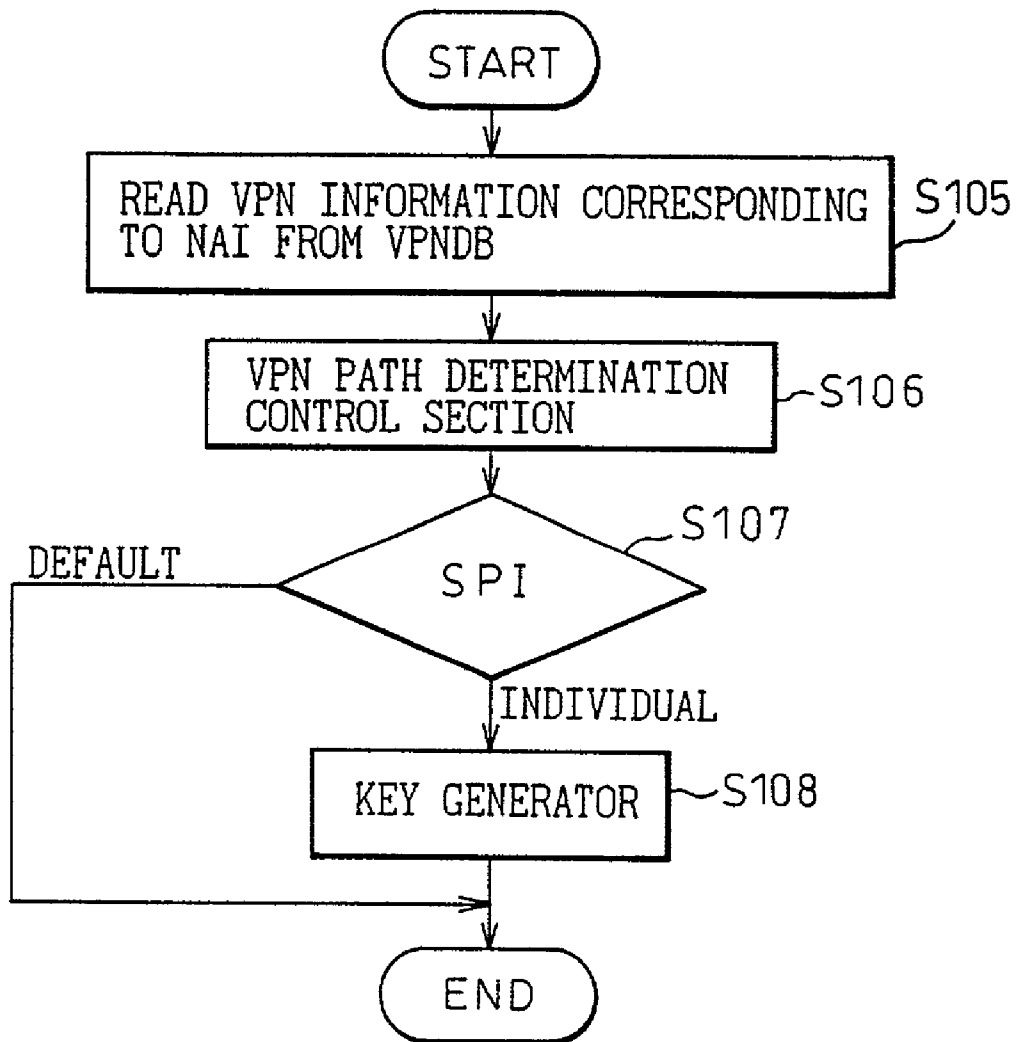 START
READ VPN INFORMATION CORRESPONDING
TO NAI FROM VPNDB
S105
VPN PATH DETERMINATION
CONTROL SECTION
S106
S107
DEFAULT
SPI
INDIVIDUAL
KEY GENERATOR
S108
END